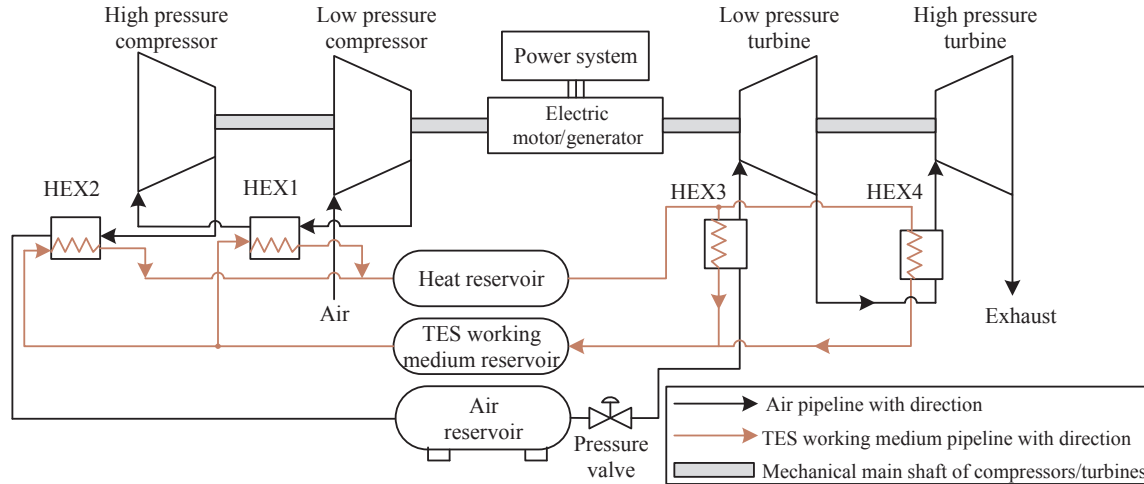 High pressure
compressor
Low pressure
compressor
Power system
Electric
motor/generator
Low pressure
turbine
High pressure
turbine
HEX2
HEX1
HEX3
HEX4
Heat reservoir
Air
Exhaust
TES working
medium reservoir
Air
reservoir
Pressure
valve
Air pipeline with direction
TES working medium pipeline with direction
Mechanical main shaft of compressors/turbines